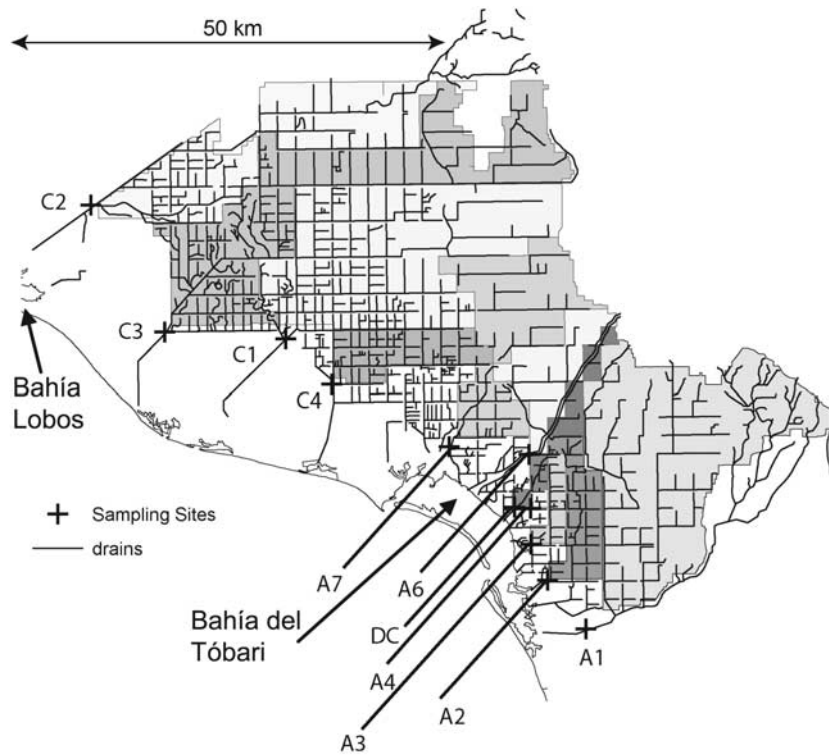 50 km
C2
C3
C1
C4
Bahía
Lobos
Sampling Sites
drains
A7
A6
Bahía del
Tóbari
DC
A1
A4
A2
A3